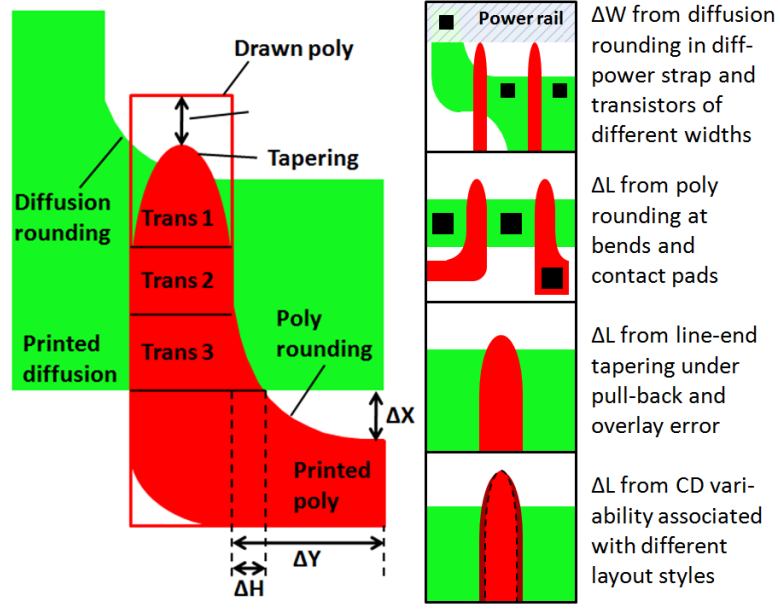 Drawn poly
Tapering
Diffusion
rounding
Trans 1
Trans 2
Trans 3
Poly
rounding
Printed
diffusion
ΔX
Printed
poly
ΔY
ΔH
Power rail
ΔW from diffusion
rounding in diff-
power strap and
transistors of
different widths
ΔL from poly
rounding at
bends and
contact pads
ΔL from line-end
tapering under
pull-back and
overlay error
ΔL from CD vari-
ability associated
with different
layout styles